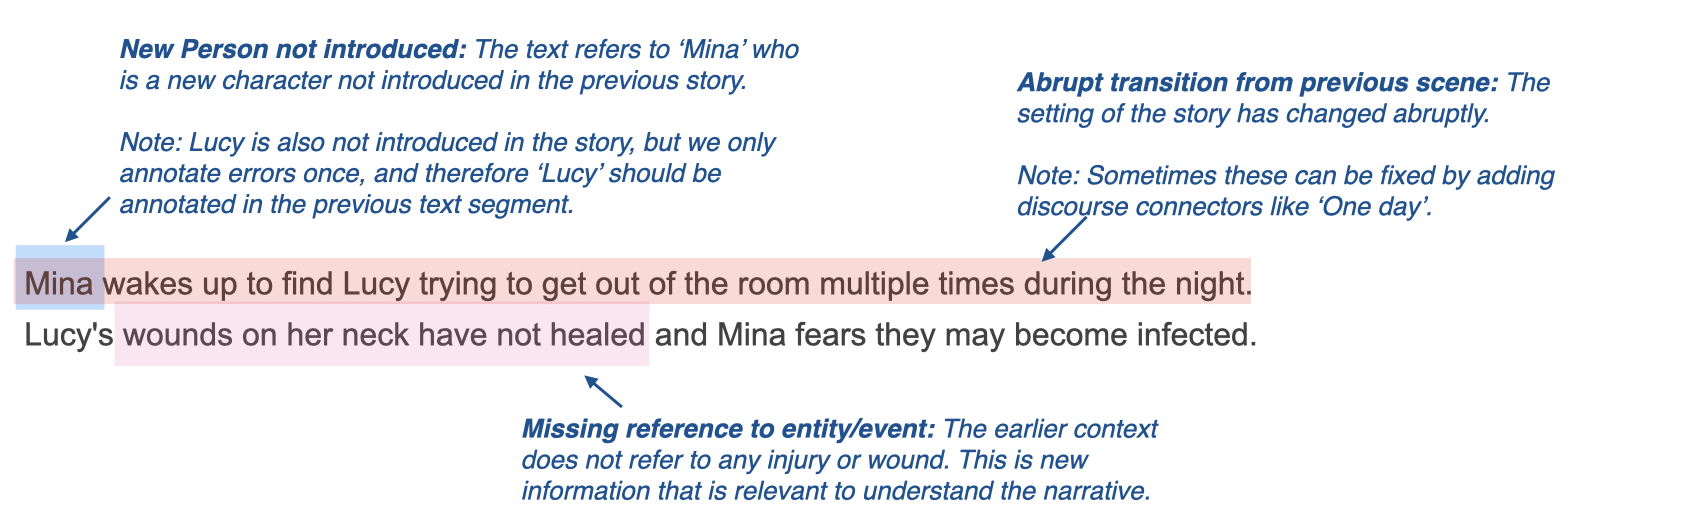 New Person not introduced: The text refers to ‘Mina’ who
is a new character not introduced in the previous story.
Note: Lucy is also not introduced in the story, but we only
annotate errors once, and therefore ‘Lucy’ should be
annotated in the previous text segment.
Abrupt transition from previous scene: The
setting of the story has changed abruptly.
Note: Sometimes these can be fixed by adding
discourse connectors like ‘One day’.
Mina wakes up to find Lucy trying to get out of the room multiple times during the night.
Lucy's wounds on her neck have not healed and Mina fears they may become infected.
Missing reference to entity/event: The earlier context
does not refer to any injury or wound. This is new
information that is relevant to understand the narrative.